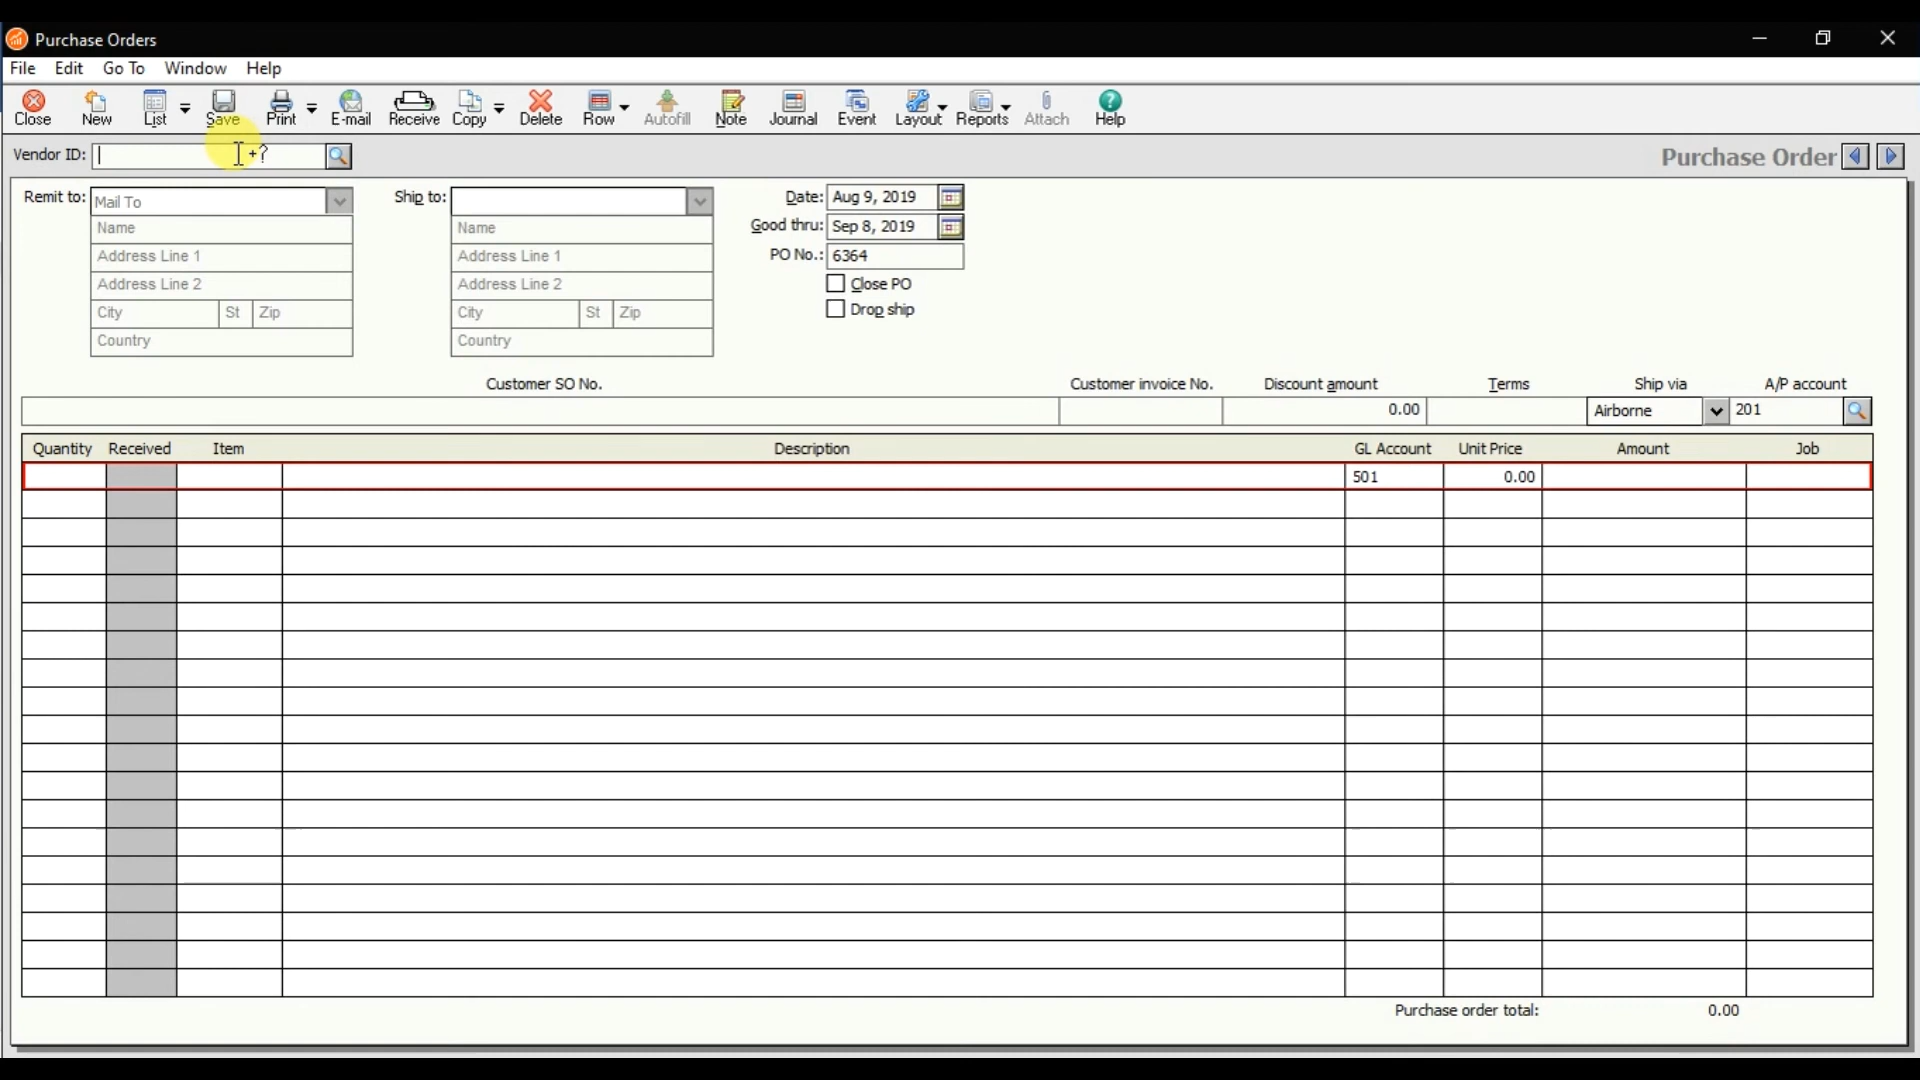 Purchase Orders
File Edit Go To Window Help
Close New List Save Print E-mail Receive Copy Delete Row Autofill Note Journal Event Layout Reports Attach Help
Vendor ID: +? Purchase Order
Remit to: Mail To Ship to: Date: Aug 9, 2019
Name Name Good thru: Sep 8, 2019
Address Line 1 Address Line 1 PO No.: 6364
Address Line 2 Address Line 2 Close PO
City St Zip City St Zip Drop ship
Country Country
Customer SO No. Customer invoice No. Discount amount Terms Ship via A/P account
0.00 Airborne 201
Quantity Received Item Description GL Account Unit Price Amount Job
501 0.00
Purchase order total: 0.00